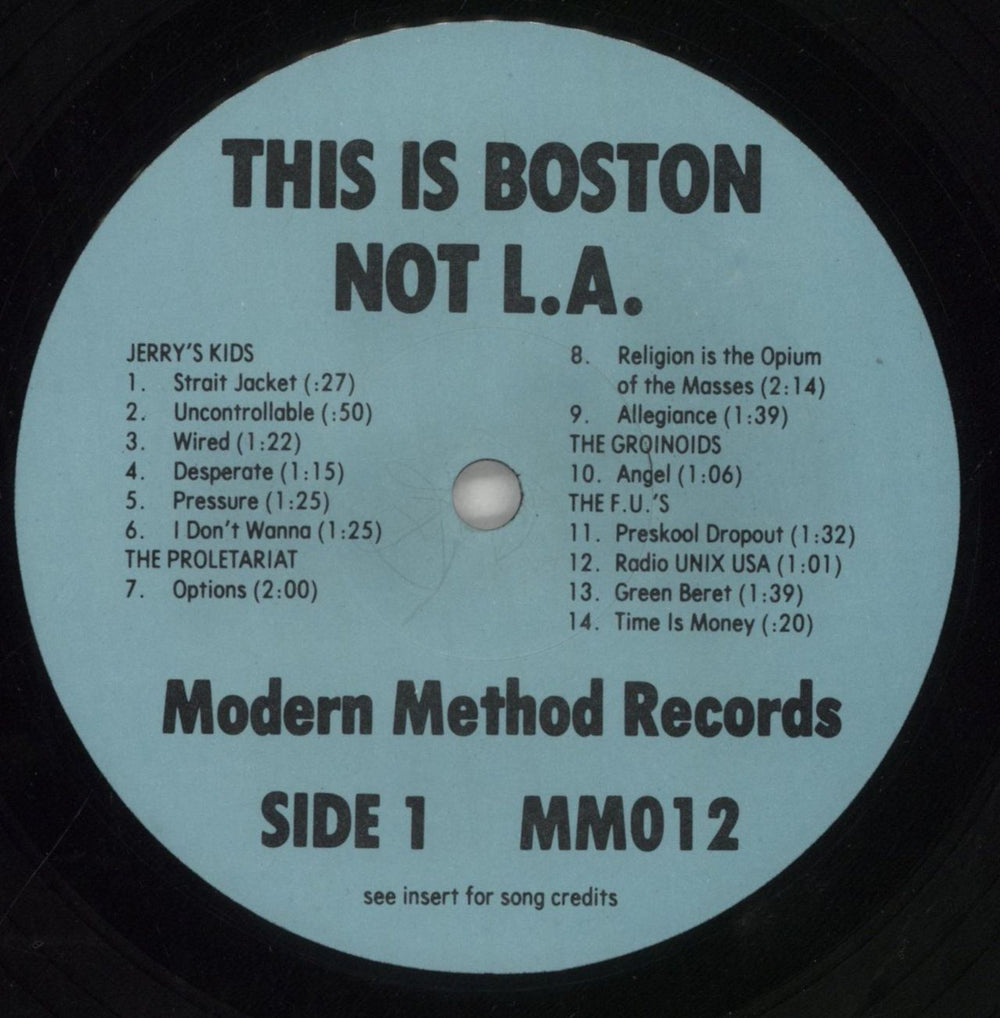 THIS IS BOSTON
NOT L.A.
JERRY'S KIDS
1. Strait Jacket (:27)
2. Uncontrollable (:50)
3. Wired (1:22)
4. Desperate (1:15)
5. Pressure (1:25)
6. I Don't Wanna (1:25)
THE PROLETARIAT
7. Options (2:00)
8. Religion is the Opium
of the Masses (2:14)
9. Allegiance (1:39)
THE GROINOIDS
10. Angel (1:06)
THE F.U.'S
11. Preskool Dropout (1:32)
12. Radio UNIX USA (1:01)
13. Green Beret (1:39)
14. Time Is Money (:20)
Modern Method Records
SIDE 1 MM012
see insert for song credits